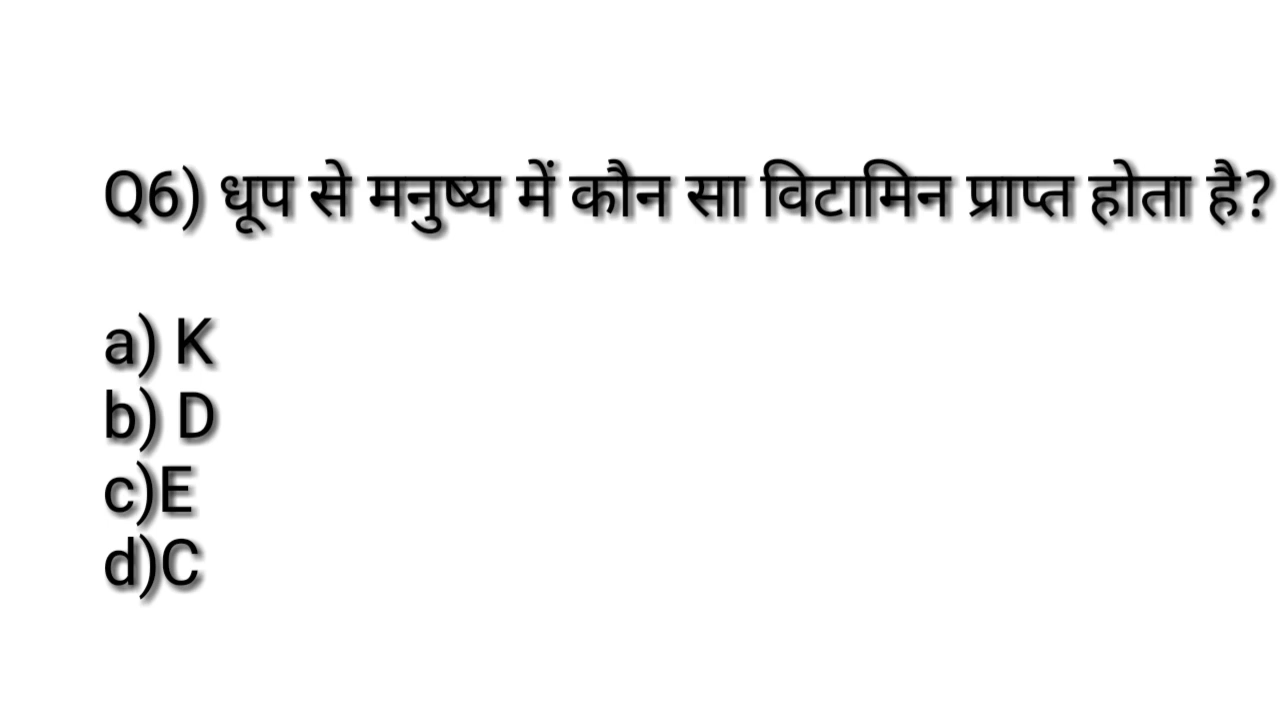 Q6) धूप से मनुष्य में कौन सा विटामिन प्राप्त होता है?
a) K
b) D
c)E
d)C